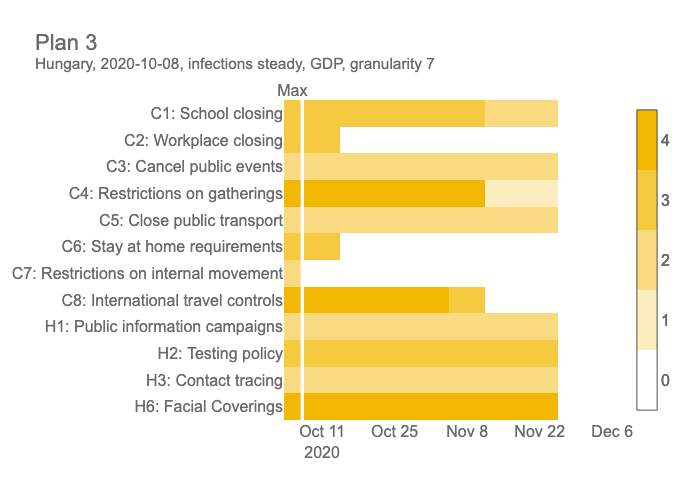 Plan 3
Hungary, 2020-10-08, infections steady, GDP, granularity 7
Max
C1: School closing
C2: Workplace closing
C3: Cancel public events
C4: Restrictions on gatherings
C5: Close public transport
C6: Stay at home requirements
C7: Restrictions on internal movement
C8: International travel controls
H1: Public information campaigns
H2: Testing policy
H3: Contact tracing
H6: Facial Coverings
Oct 11 Oct 25 Nov 8 Nov 22 Dec 6
2020
4
3
2
1
0